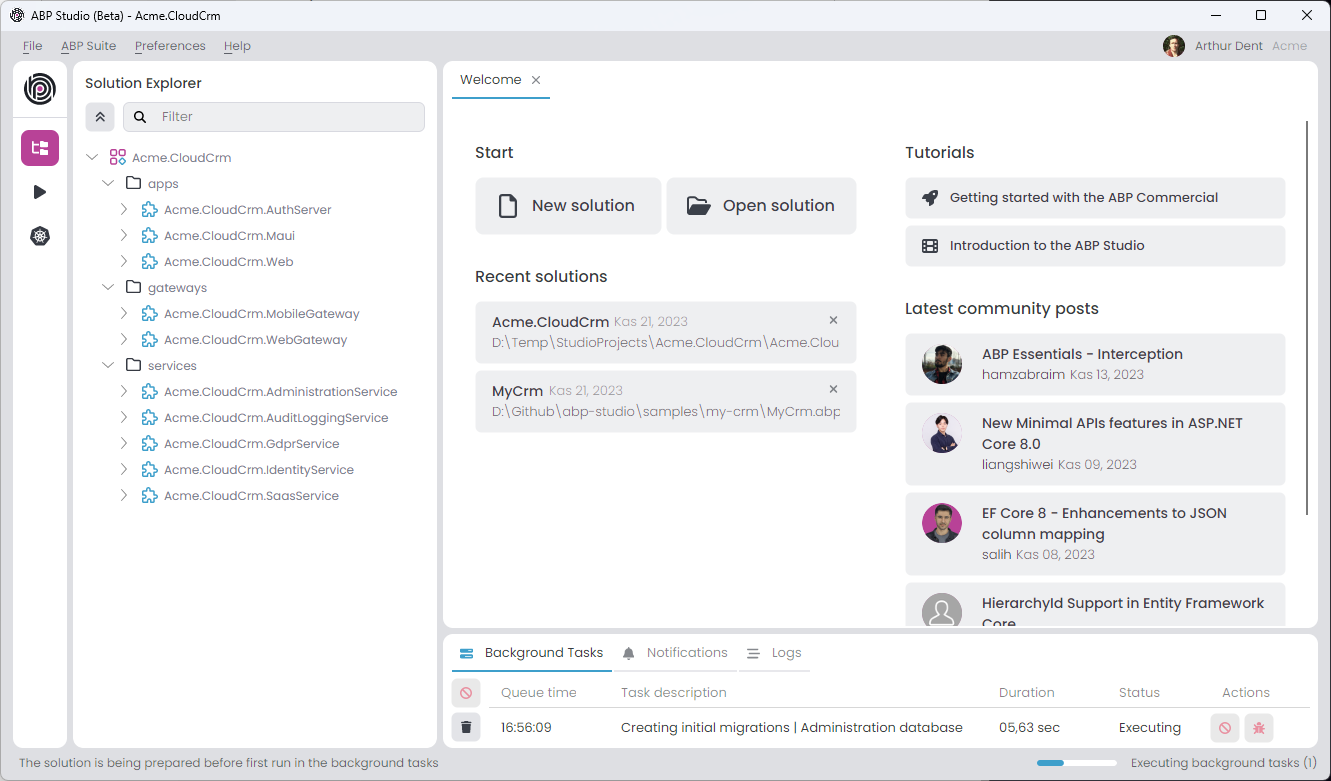 ABP Studio (Beta) - Acme.CloudCrm
File ABP Suite Preferences Help
Arthur Dent Acme
Solution Explorer
Filter
Acme.CloudCrm
apps
Acme.CloudCrm.AuthServer
Acme.CloudCrm.Maui
Acme.CloudCrm.Web
gateways
Acme.CloudCrm.MobileGateway
Acme.CloudCrm.WebGateway
services
Acme.CloudCrm.AdministrationService
Acme.CloudCrm.AuditLoggingService
Acme.CloudCrm.GdprService
Acme.CloudCrm.IdentityService
Acme.CloudCrm.SaasService
Welcome
Start
New solution
Open solution
Recent solutions
Acme.CloudCrm Kas 21, 2023
D:\Temp\StudioProjects\Acme.CloudCrm\Acme.Clou
MyCrm Kas 21, 2023
D:\Github\abp-studio\samples\my-crm\MyCrm.abp
Tutorials
Getting started with the ABP Commercial
Introduction to the ABP Studio
Latest community posts
ABP Essentials - Interception
hamzabraim Kas 13, 2023
New Minimal APIs features in ASP.NET
Core 8.0
liangshiwei Kas 09, 2023
EF Core 8 - Enhancements to JSON
column mapping
salih Kas 08, 2023
HierarchyId Support in Entity Framework
Core
Background Tasks Notifications Logs
Queue time Task description Duration Status Actions
16:56:09 Creating initial migrations | Administration database 05,63 sec Executing
The solution is being prepared before first run in the background tasks
Executing background tasks (1)